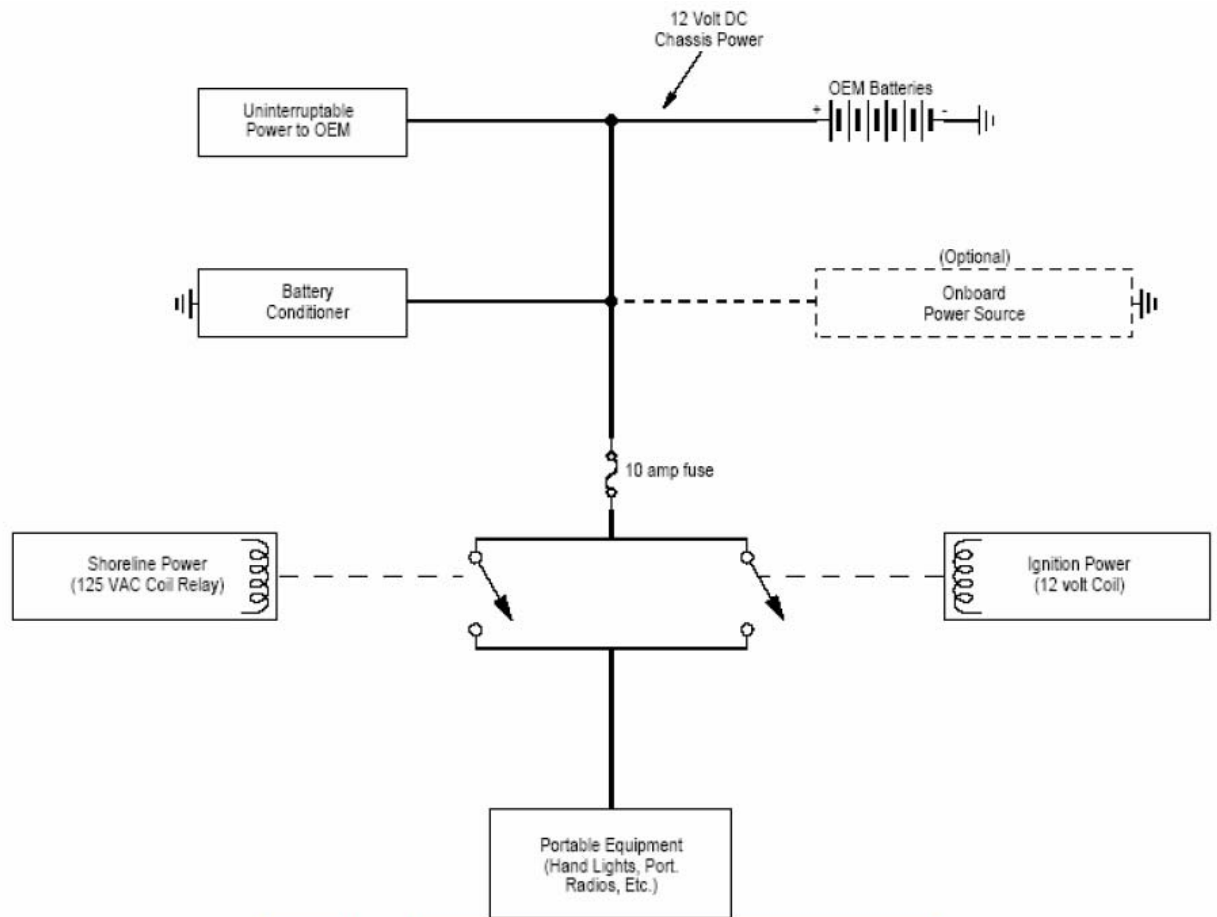 12 Volt DC
Chassis Power
Uninterruptable
Power to OEM
OEM Batteries
+
-
Battery
Conditioner
(Optional)
Onboard
Power Source
10 amp fuse
Shoreline Power
(125 VAC Coil Relay)
Ignition Power
(12 volt Coil)
Portable Equipment
(Hand Lights, Port.
Radios, Etc.)